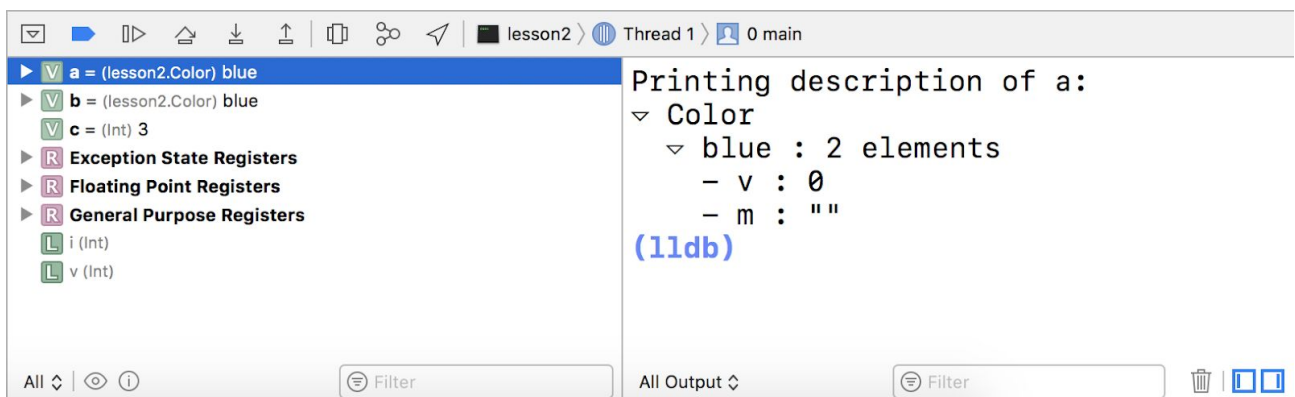 lesson2 〉 Thread 1 〉 0 main
V a = (lesson2.Color) blue
V b = (lesson2.Color) blue
V c = (Int) 3
R Exception State Registers
R Floating Point Registers
R General Purpose Registers
L i (Int)
L v (Int)
All Filter
Printing description of a:
▿ Color
▿ blue : 2 elements
– v : 0
– m : ""
(lldb)
All Output Filter